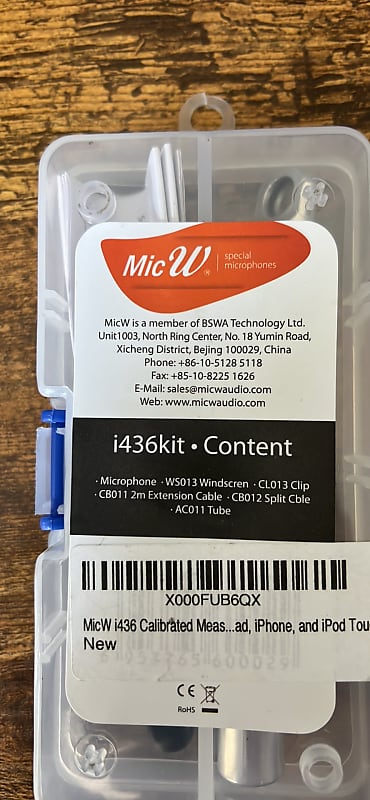 MicW® special
microphones
MicW is a member of BSWA Technology Ltd.
Unit1003, North Ring Center, No. 18 Yumin Road,
Xicheng District, Bejing 100029, China
Phone: +86-10-5128 5118
Fax: +85-10-8225 1626
E-Mail: sales@micwaudio.com
Web: www.micwaudio.com
i436kit • Content
· Microphone · WS013 Windscren · CL013 Clip
· CB011 2m Extension Cable · CB012 Split Cble
· AC011 Tube
X000FUB6QX
MicW i436 Calibrated Meas...ad, iPhone, and iPod Tou
New
6 953265 600029
CE
RoHS